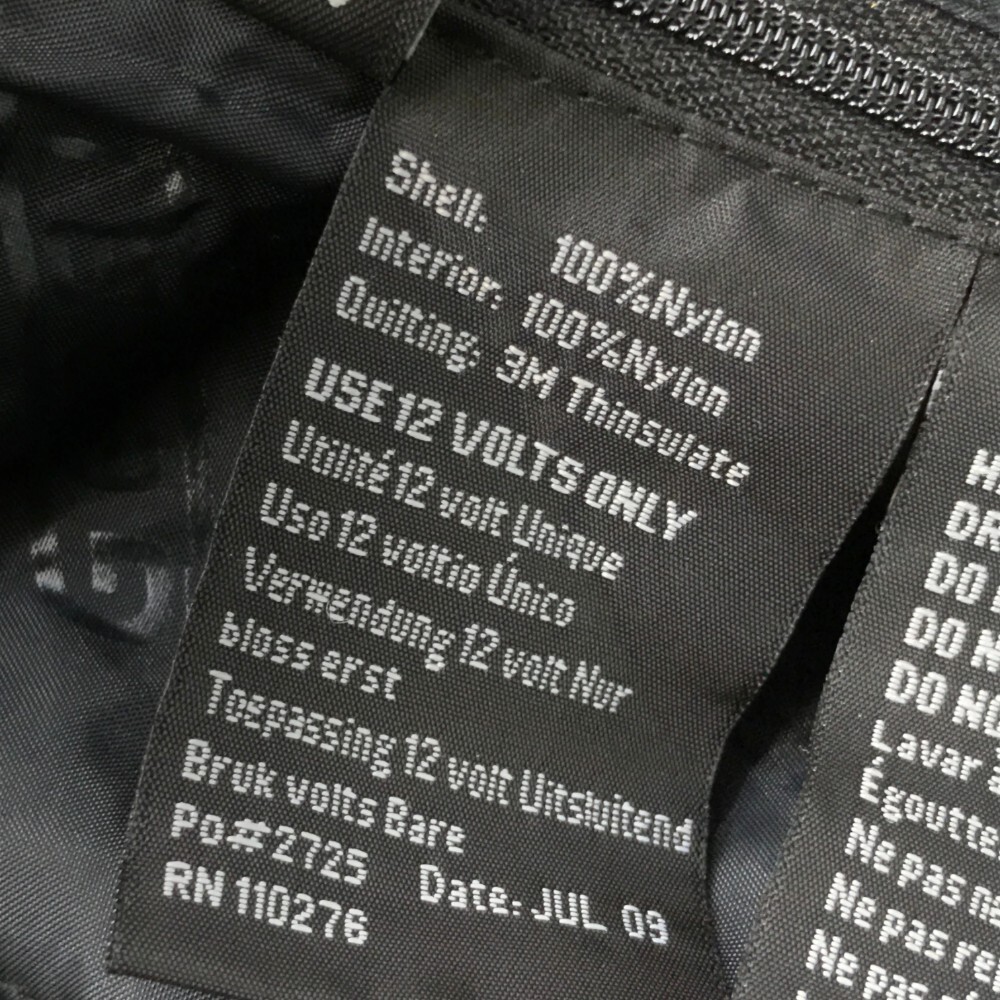 Shell: 100%Nylon
Interior: 100%Nylon
Quilting: 3M Thinsulate
USE 12 VOLTS ONLY
Utilité 12 volt Unique
Uso 12 voltio Único
Verwendung 12 volt Nur
bloss erst
Toepassing 12 volt Uitsluitend
Bruk volts Bare
PO#2725
RN 110276 Date: JUL 09
DO
DO
DO
Lavar
Ne pas
Ne pas
Ne pas